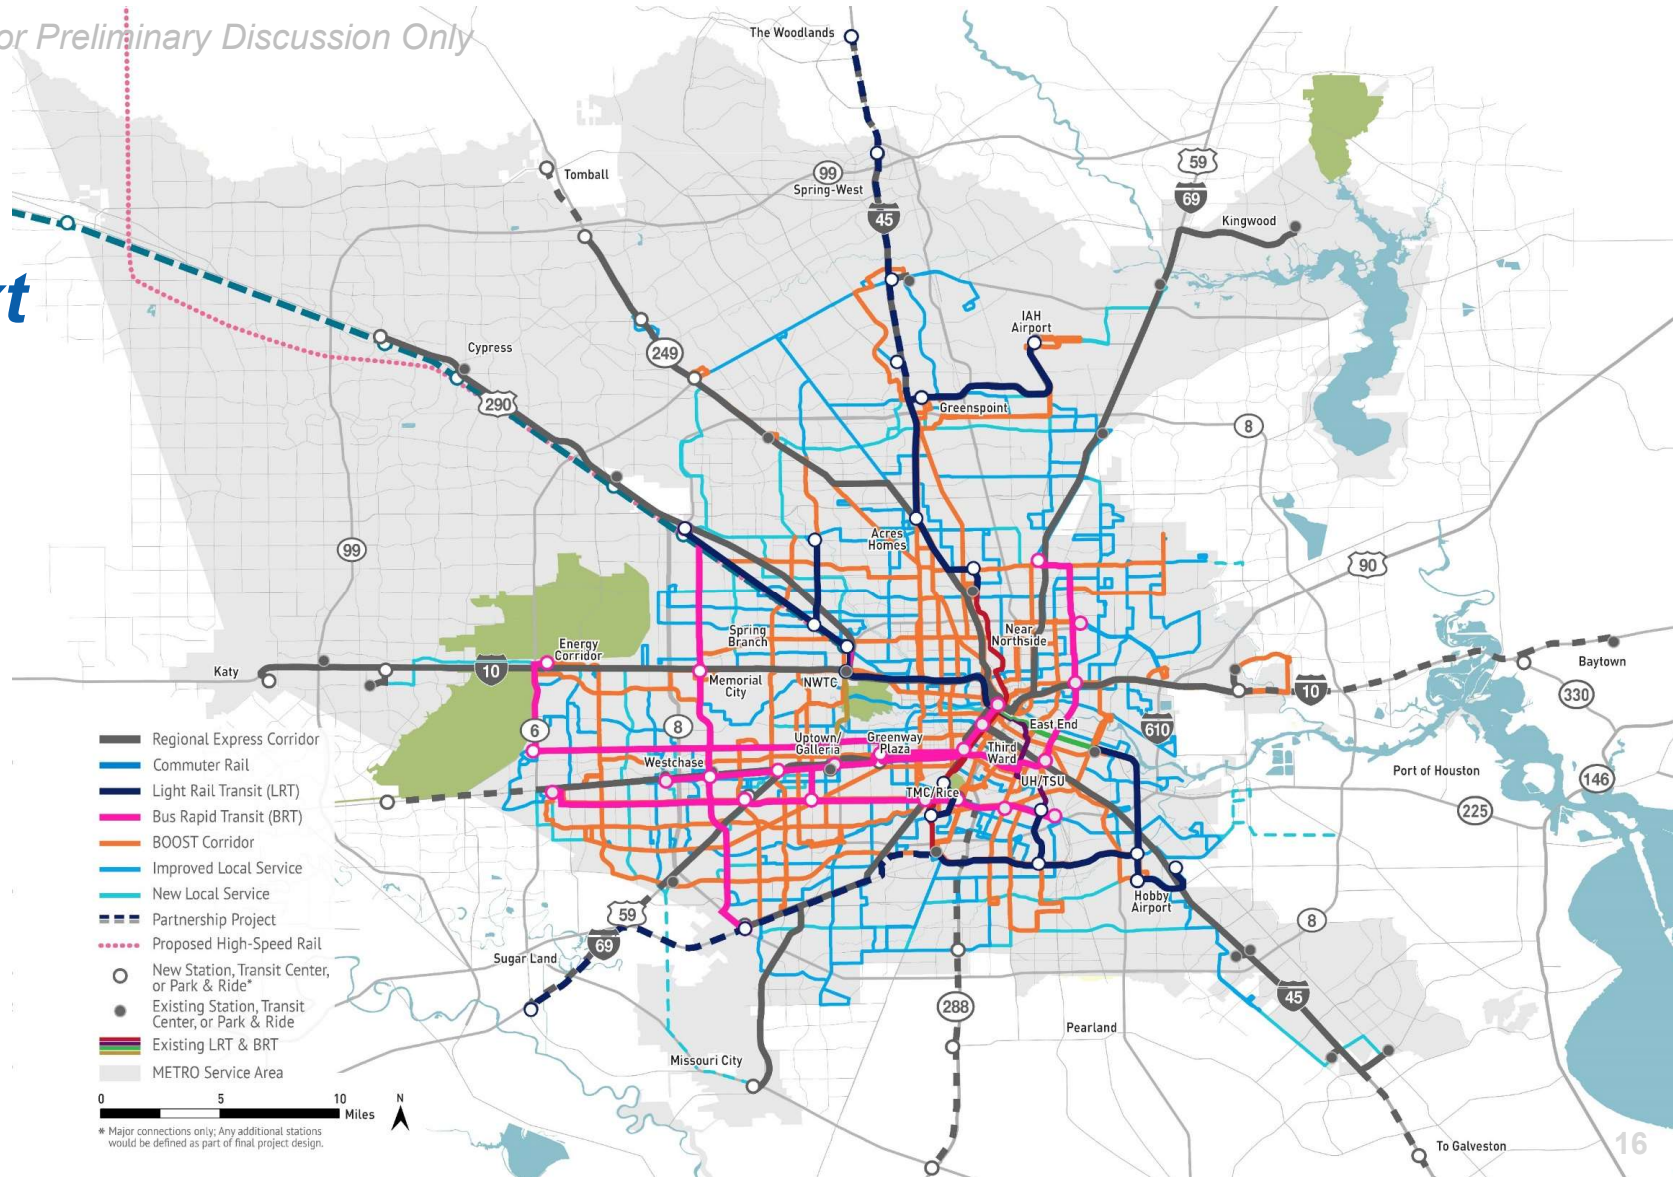 or Preliminary Discussion Only
xt
The Woodlands
Tomball
99
Spring-West
59
69
Kingwood
45
IAH
Airport
249
Cypress
290
Greenspoint
8
99
Acres
Homes
90
Spring
Branch
Near
Northside
Energy
Corridor
Katy
10
Memorial
City
NWTC
10
Baytown
330
6
8
Uptown/
Galleria
Greenway
Plaza
East End
610
Third
Ward
Westchase
TMC/Rice
UH/TSU
Port of Houston
146
225
Hobby
Airport
59
69
8
Sugar Land
45
288
Pearland
Missouri City
To Galveston
Regional Express Corridor
Commuter Rail
Light Rail Transit (LRT)
Bus Rapid Transit (BRT)
BOOST Corridor
Improved Local Service
New Local Service
Partnership Project
Proposed High-Speed Rail
New Station, Transit Center,
or Park & Ride*
Existing Station, Transit
Center, or Park & Ride
Existing LRT & BRT
METRO Service Area
0 5 10
Miles
N
* Major connections only; Any additional stations
would be defined as part of final project design.
16